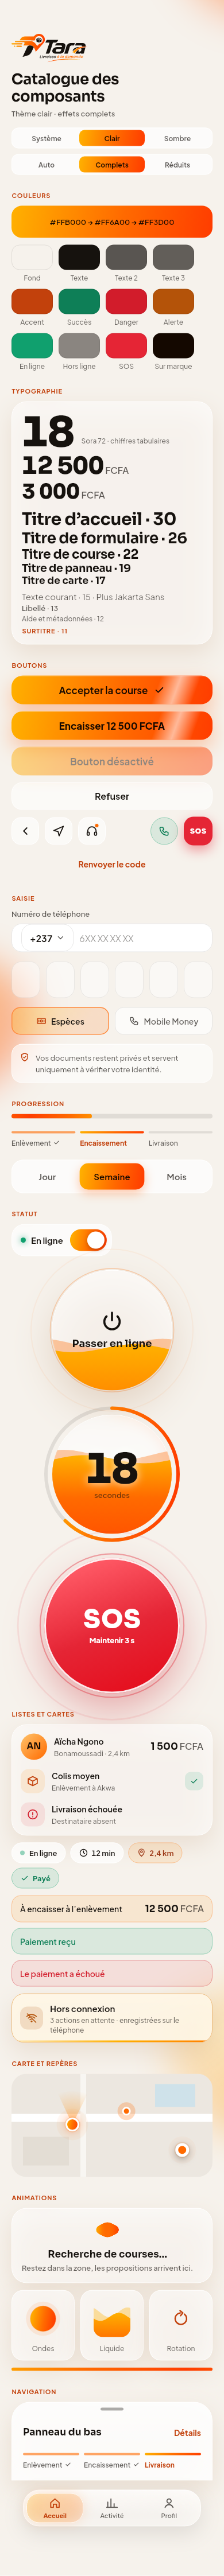 Tara
Livraison à la demande
Catalogue des
composants
Thème clair · effets complets
Système Clair Sombre
Auto Complets Réduits
COULEURS
#FFB000 → #FF6A00 → #FF3D00
Fond Texte Texte 2 Texte 3
Accent Succès Danger Alerte
En ligne Hors ligne SOS Sur marque
TYPOGRAPHIE
18 Sora 72 · chiffres tabulaires
12 500 FCFA
3 000 FCFA
Titre d’accueil · 30
Titre de formulaire · 26
Titre de course · 22
Titre de panneau · 19
Titre de carte · 17
Texte courant · 15 · Plus Jakarta Sans
Libellé · 13
Aide et métadonnées · 12
SURTITRE · 11
BOUTONS
Accepter la course
Encaisser 12 500 FCFA
Bouton désactivé
Refuser
SOS
Renvoyer le code
SAISIE
Numéro de téléphone
+237 6XX XX XX XX
Espèces Mobile Money
Vos documents restent privés et servent
uniquement à vérifier votre identité.
PROGRESSION
Enlèvement Encaissement Livraison
Jour Semaine Mois
STATUT
En ligne
Passer en ligne
18
secondes
SOS
Maintenir 3 s
LISTES ET CARTES
AN Aïcha Ngono 1 500 FCFA
Bonamoussadi · 2,4 km
Colis moyen
Enlèvement à Akwa
Livraison échouée
Destinataire absent
En ligne 12 min 2,4 km
Payé
À encaisser à l’enlèvement 12 500 FCFA
Paiement reçu
Le paiement a échoué
Hors connexion
3 actions en attente · enregistrées sur le
téléphone
CARTE ET REPÈRES
ANIMATIONS
Recherche de courses…
Restez dans la zone, les propositions arrivent ici.
Ondes Liquide Rotation
NAVIGATION
Panneau du bas Détails
Enlèvement Encaissement Livraison
Accueil Activité Profil